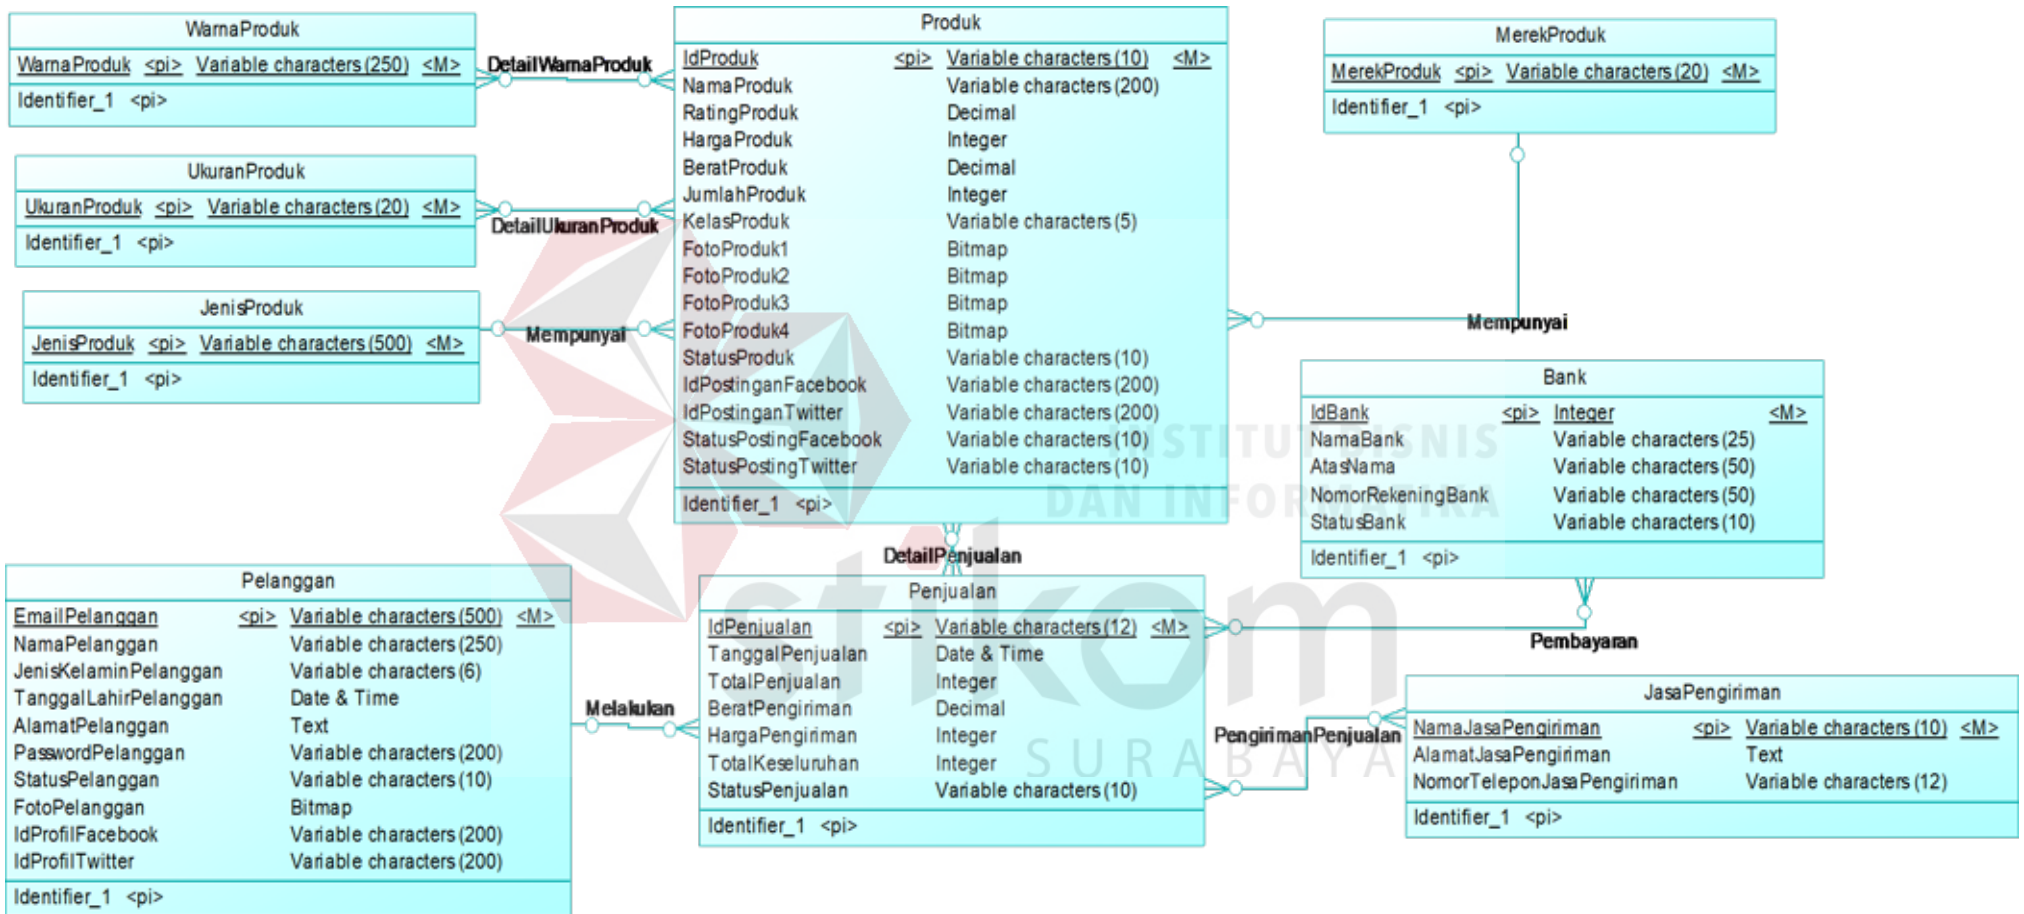 WarnaProduk
WarnaProduk <pi> Variable characters (250) <M>
Identifier_1 <pi>
DetailWarnaProduk
UkuranProduk
UkuranProduk <pi> Variable characters (20) <M>
Identifier_1 <pi>
DetailUkuranProduk
JenisProduk
JenisProduk <pi> Variable characters (500) <M>
Identifier_1 <pi>
Mempunyai
Produk
IdProduk <pi> Variable characters (10) <M>
NamaProduk Variable characters (200)
RatingProduk Decimal
HargaProduk Integer
BeratProduk Decimal
JumlahProduk Integer
KelasProduk Variable characters (5)
FotoProduk1 Bitmap
FotoProduk2 Bitmap
FotoProduk3 Bitmap
FotoProduk4 Bitmap
StatusProduk Variable characters (10)
IdPostinganFacebook Variable characters (200)
IdPostinganTwitter Variable characters (200)
StatusPostingFacebook Variable characters (10)
StatusPostingTwitter Variable characters (10)
Identifier_1 <pi>
MerekProduk
MerekProduk <pi> Variable characters (20) <M>
Identifier_1 <pi>
Mempunyai
Bank
IdBank <pi> Integer <M>
NamaBank Variable characters (25)
AtasNama Variable characters (50)
NomorRekeningBank Variable characters (50)
StatusBank Variable characters (10)
Identifier_1 <pi>
INSTITUT BISNIS
DAN INFORMATIKA
stikom
SURABAYA
DetailPenjualan
Pelanggan
EmailPelanggan <pi> Variable characters (500) <M>
NamaPelanggan Variable characters (250)
JenisKelaminPelanggan Variable characters (6)
TanggalLahirPelanggan Date & Time
AlamatPelanggan Text
PasswordPelanggan Variable characters (200)
StatusPelanggan Variable characters (10)
FotoPelanggan Bitmap
IdProfilFacebook Variable characters (200)
IdProfilTwitter Variable characters (200)
Identifier_1 <pi>
Melakukan
Penjualan
IdPenjualan <pi> Variable characters (12) <M>
TanggalPenjualan Date & Time
TotalPenjualan Integer
BeratPengiriman Decimal
HargaPengiriman Integer
TotalKeseluruhan Integer
StatusPenjualan Variable characters (10)
Identifier_1 <pi>
Pembayaran
PengirimanPenjualan
JasaPengiriman
NamaJasaPengiriman <pi> Variable characters (10) <M>
AlamatJasaPengiriman Text
NomorTeleponJasaPengiriman Variable characters (12)
Identifier_1 <pi>